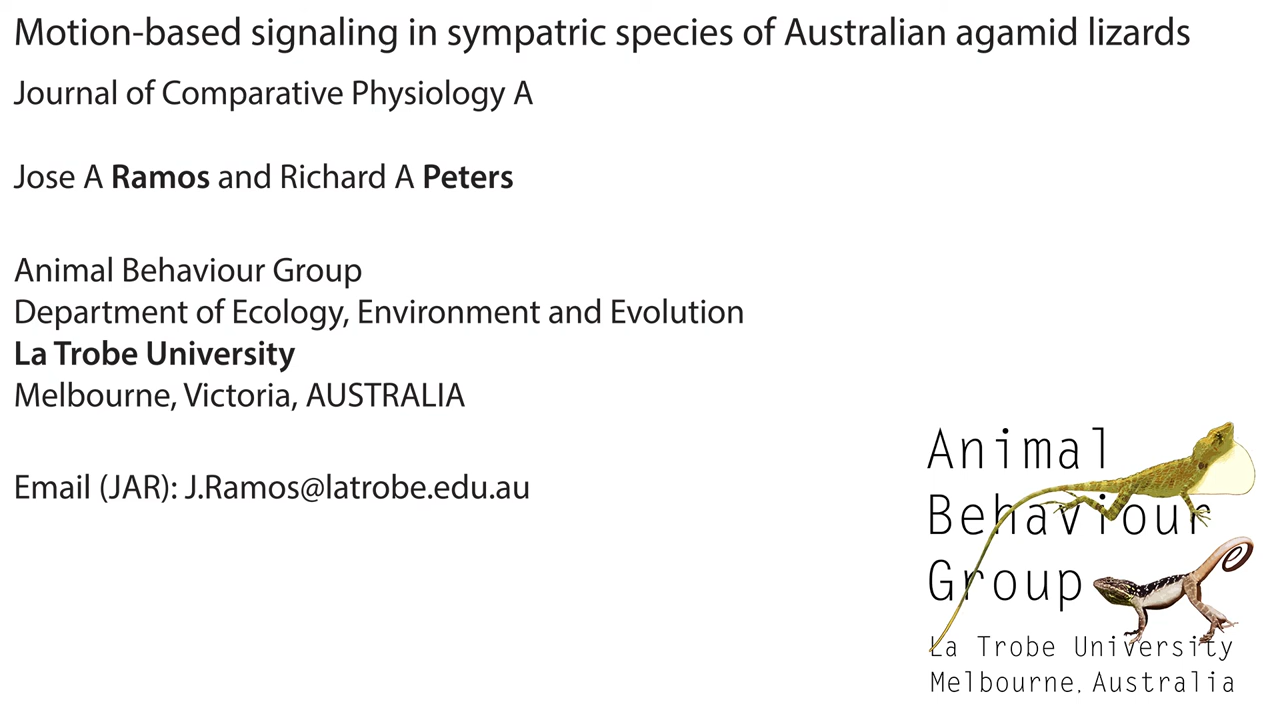 Motion-based signaling in sympatric species of Australian agamid lizards
Journal of Comparative Physiology A
Jose A Ramos and Richard A Peters
Animal Behaviour Group
Department of Ecology, Environment and Evolution
La Trobe University
Melbourne, Victoria, AUSTRALIA
Email (JAR): J.Ramos@latrobe.edu.au
Animal
Behaviour
Group
La Trobe University
Melbourne, Australia